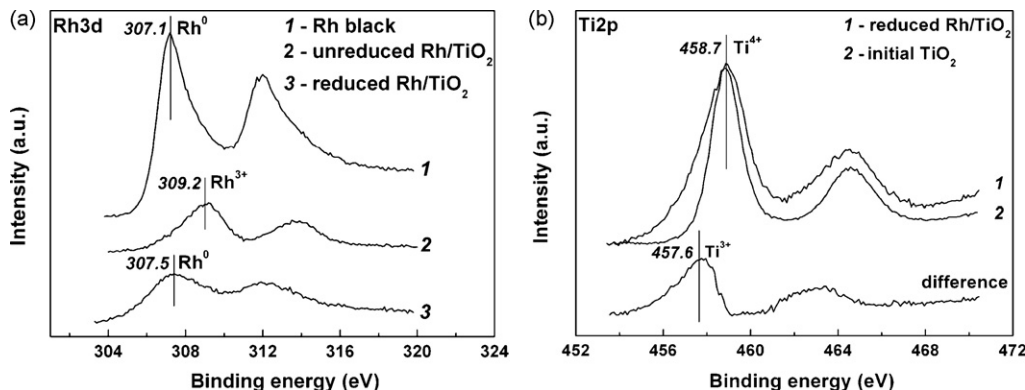 (a)
Rh3d
307.1
Rh⁰
1 - Rh black
2 - unreduced Rh/TiO₂
3 - reduced Rh/TiO₂
309.2
Rh³⁺
307.5
Rh⁰
1
2
3
Intensity (a.u.)
304 308 312 316 320 324
Binding energy (eV)
(b)
Ti2p
458.7
Ti⁴⁺
1 - reduced Rh/TiO₂
2 - initial TiO₂
1
2
457.6
Ti³⁺
difference
Intensity (a.u.)
452 456 460 464 468 472
Binding energy (eV)